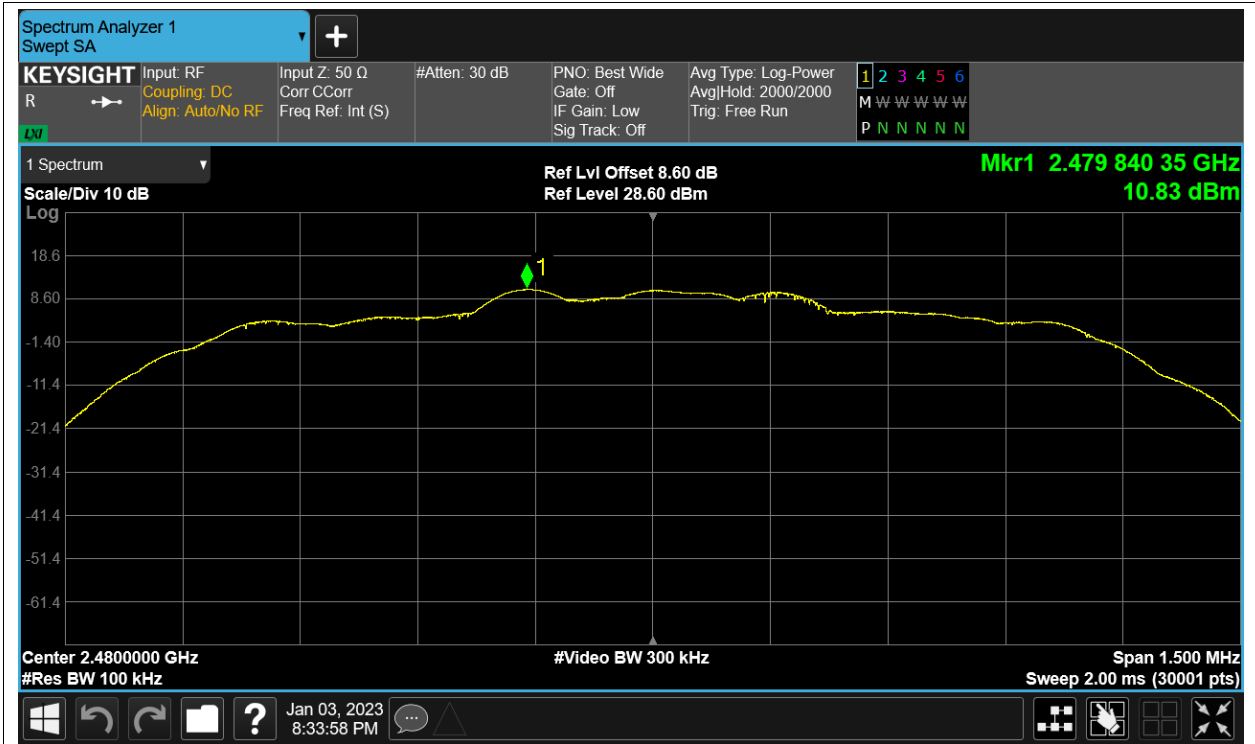 Spectrum Analyzer 1
Swept SA
+
KEYSIGHT
R
LXI
Input: RF
Coupling: DC
Align: Auto/No RF
Input Z: 50 Ω
Corr CCorr
Freq Ref: Int (S)
#Atten: 30 dB
PNO: Best Wide
Gate: Off
IF Gain: Low
Sig Track: Off
Avg Type: Log-Power
Avg|Hold: 2000/2000
Trig: Free Run
1 2 3 4 5 6
M W W W W W
P N N N N N
1 Spectrum
Scale/Div 10 dB
Log
Ref Lvl Offset 8.60 dB
Ref Level 28.60 dBm
Mkr1 2.479 840 35 GHz
10.83 dBm
1
18.6
8.60
-1.40
-11.4
-21.4
-31.4
-41.4
-51.4
-61.4
Center 2.4800000 GHz
#Res BW 100 kHz
#Video BW 300 kHz
Span 1.500 MHz
Sweep 2.00 ms (30001 pts)
?
Jan 03, 2023
8:33:58 PM